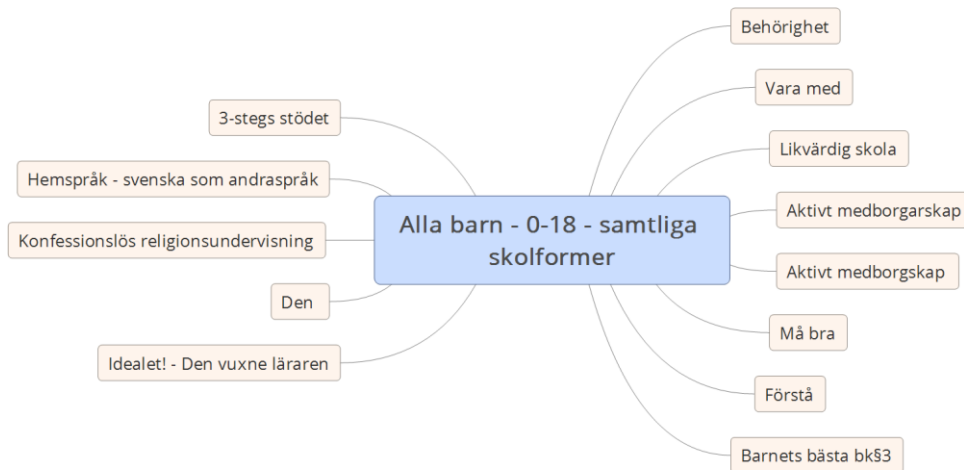 Behörighet
Vara med
3-stegs stödet
Likvärdig skola
Hemspråk - svenska som andraspråk
Alla barn - 0-18 - samtliga
skolformer
Aktivt medborgarskap
Konfessionslös religionsundervisning
Aktivt medborgskap
Den
Må bra
Idealet! - Den vuxne läraren
Förstå
Barnets bästa bk§3